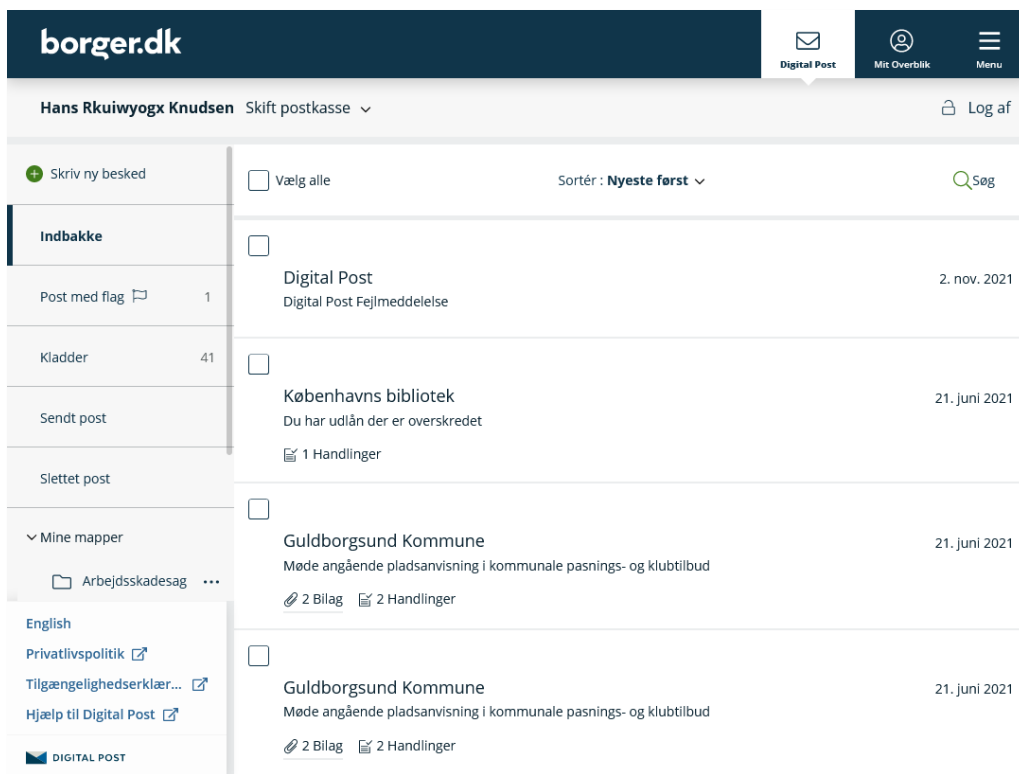 borger.dk
Digital Post
Mit Overblik
Menu
Hans Rkuiwyogx Knudsen Skift postkasse
Log af
Skriv ny besked
Indbakke
Post med flag 1
Kladder 41
Sendt post
Slettet post
Mine mapper
Arbejdsskadesag ...
English
Privatlivspolitik
Tilgængelighedserklær...
Hjælp til Digital Post
DIGITAL POST
Vælg alle
Sortér : Nyeste først
Søg
Digital Post 2. nov. 2021
Digital Post Fejlmeddelelse
Københavns bibliotek 21. juni 2021
Du har udlån der er overskredet
1 Handlinger
Guldborgsund Kommune 21. juni 2021
Møde angående pladsanvisning i kommunale pasnings- og klubtilbud
2 Bilag 2 Handlinger
Guldborgsund Kommune 21. juni 2021
Møde angående pladsanvisning i kommunale pasnings- og klubtilbud
2 Bilag 2 Handlinger